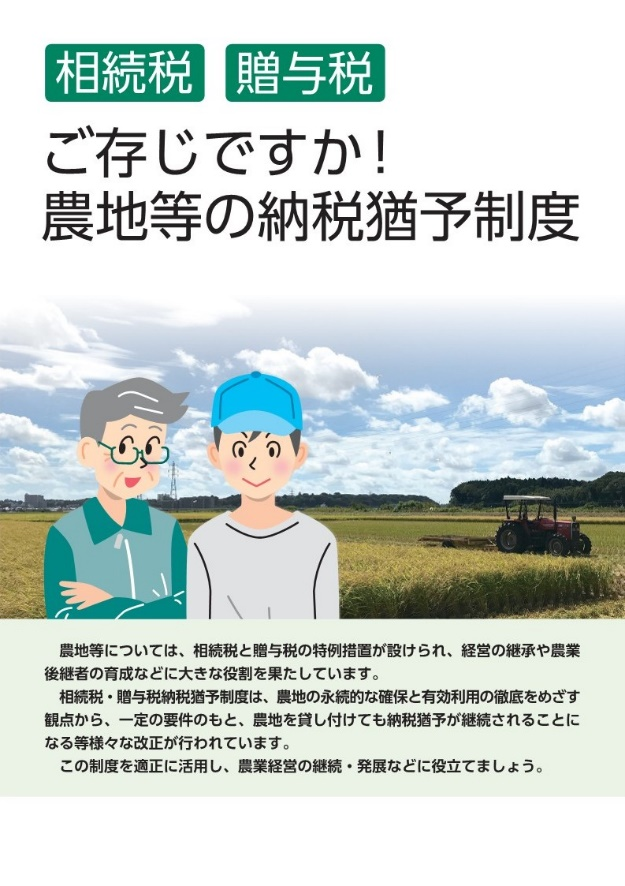 相続税 贈与税
ご存じですか!
農地等の納税猶予制度
農地等については、相続税と贈与税の特例措置が設けられ、経営の継承や農業
後継者の育成などに大きな役割を果たしています。
相続税・贈与税納税猶予制度は、農地の永続的な確保と有効利用の徹底をめざす
観点から、一定の要件のもと、農地を貸し付けても納税猶予が継続されることに
なる等様々な改正が行われています。
この制度を適正に活用し、農業経営の継続・発展などに役立てましょう。